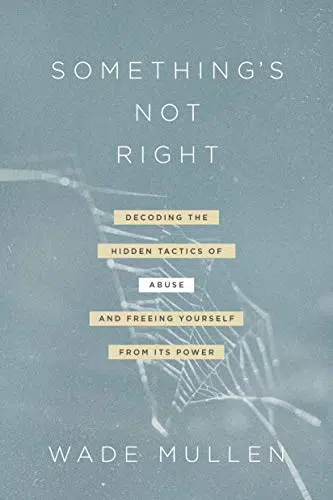 SOMETHING'S
NOT
RIGHT
DECODING THE
HIDDEN TACTICS OF
ABUSE
AND FREEING YOURSELF
FROM ITS POWER
WADE MULLEN